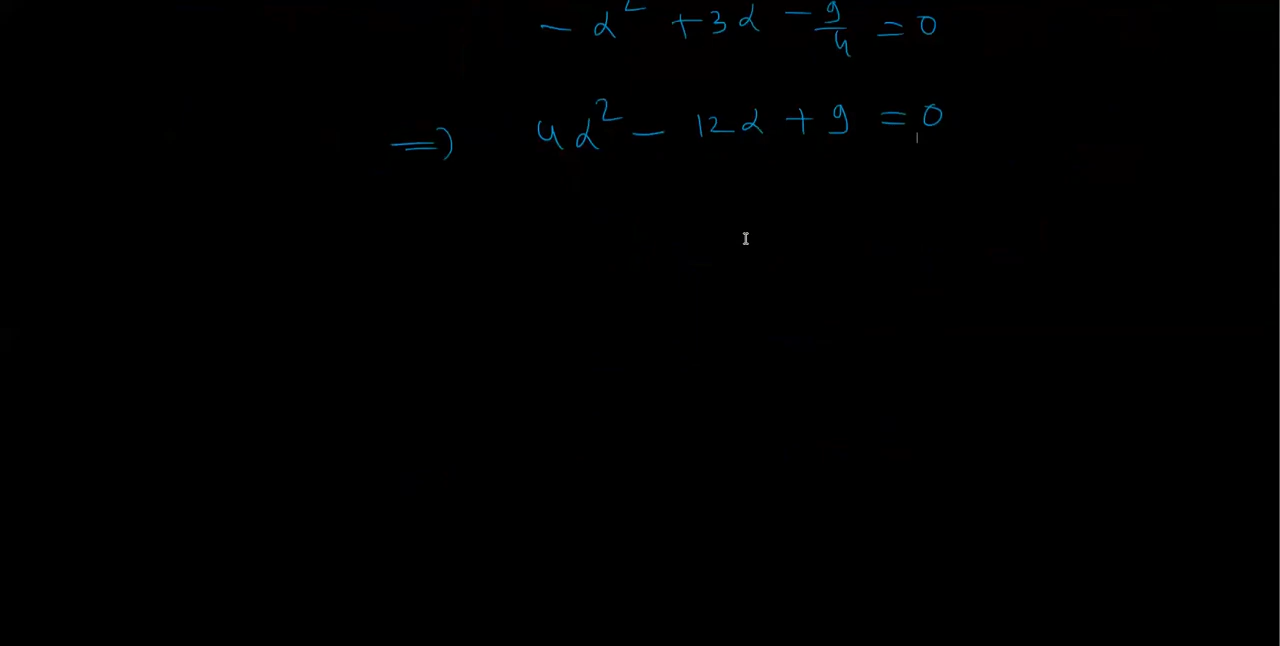 - α² + 3α - 9/4 = 0
⇒ 4α² - 12α + 9 = 0